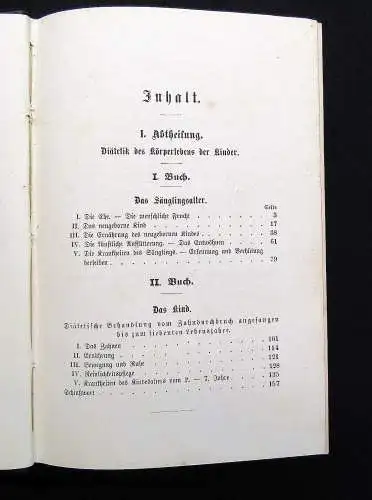 Inhalt.
I. Abtheilung.
Diätetik des Körperlebens der Kinder.
I. Buch.
Das Säuglingsalter.
Seite
I. Die Ehe. — Die menschliche Frucht . . . . . . 3
II. Das neugeborne Kind . . . . . . . . 17
III. Die Ernährung des neugebornen Kindes . . . . . 38
IV. Die künstliche Auffütterung. — Das Entwöhnen . . . 61
V. Die Krankheiten des Säuglings. — Erkennung und Verhütung
derselben . . . . . . . . . . 79
II. Buch.
Das Kind.
Diätetische Behandlung vom Zahndurchbruch angefangen
bis zum siebenten Lebensjahre.
I. Das Zahnen . . . . . . . . . 101
II. Ernährung . . . . . . . . . 114
III. Bewegung und Ruhe . . . . . . . 121
IV. Reinlichkeitspflege . . . . . . . . 128
V. Krankheiten des Kindesalters vom 2. — 7. Jahre . . . . 135
Schlußwort . . . . . . . . . . 157